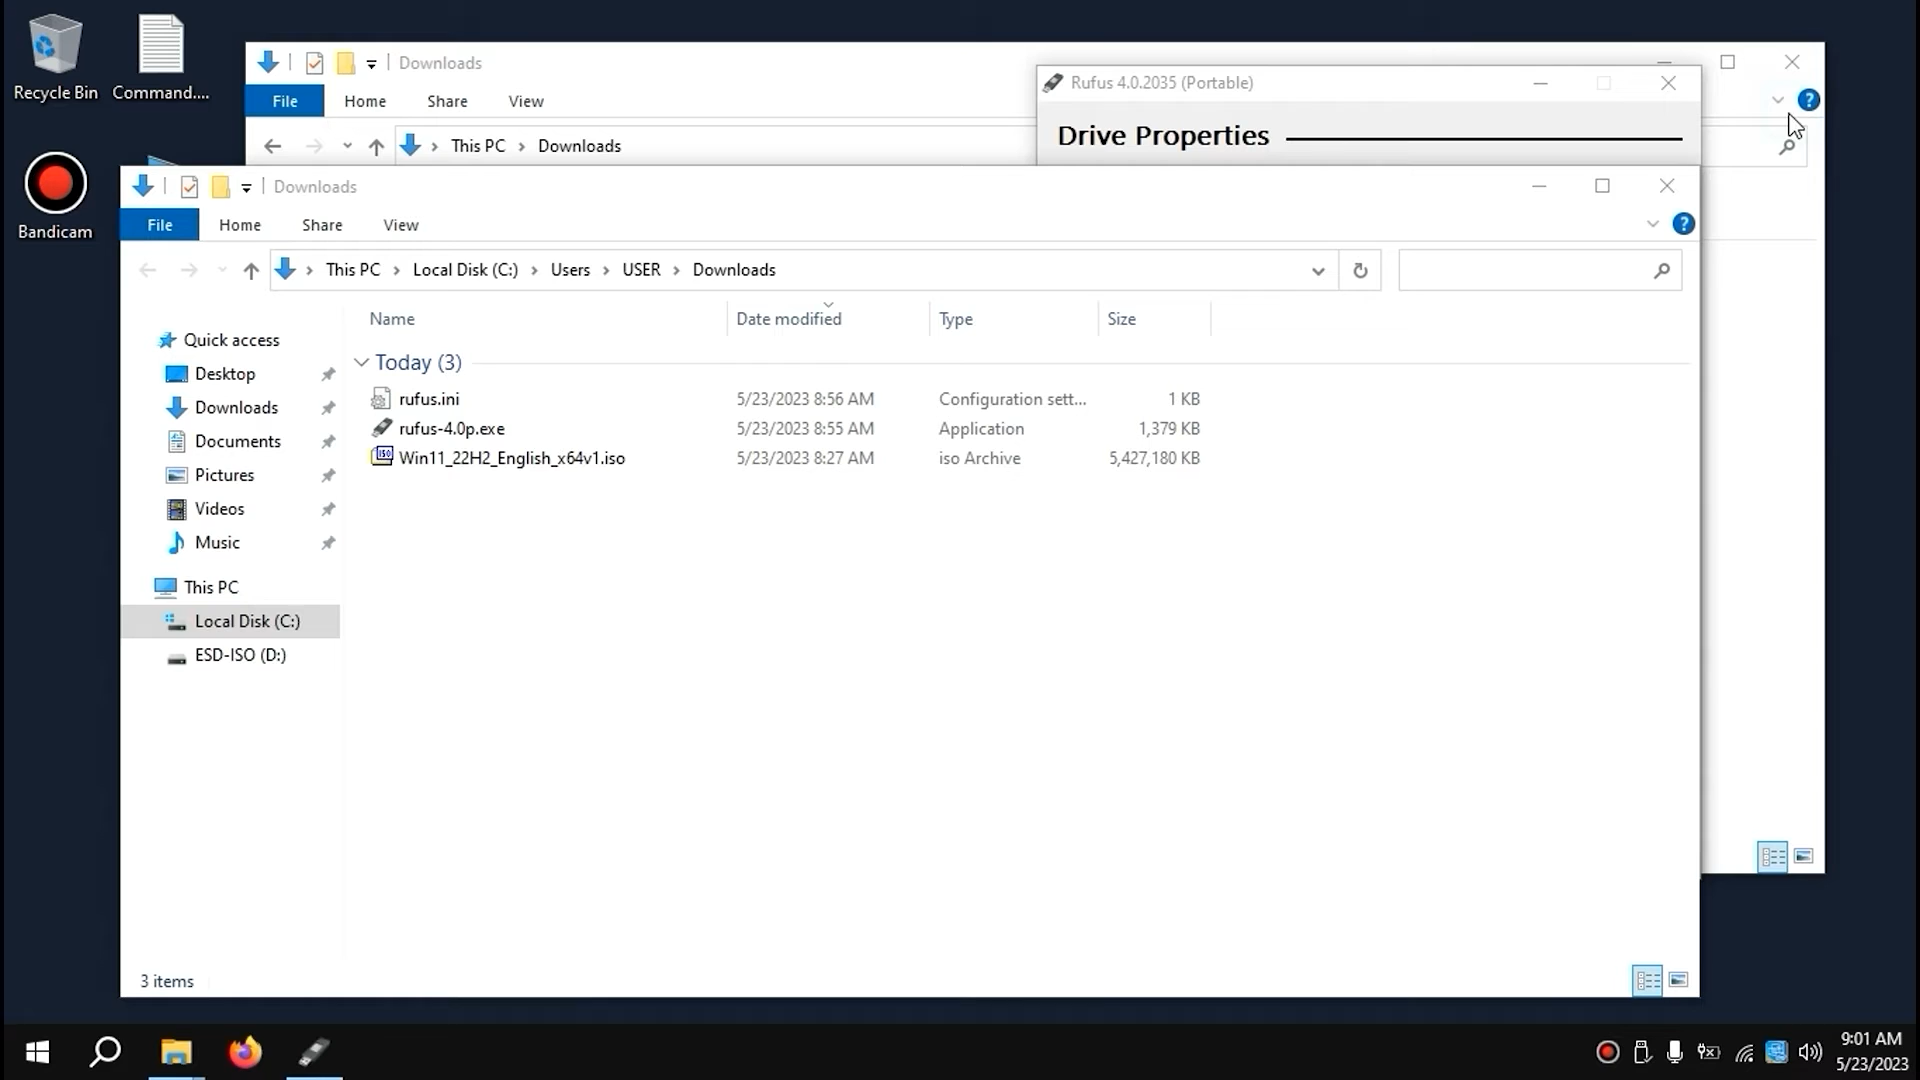 Recycle Bin
Command....
Bandicam
Downloads
File Home Share View
This PC Downloads
Rufus 4.0.2035 (Portable)
Drive Properties
?
Downloads
File Home Share View
?
This PC Local Disk (C:) Users USER Downloads
Quick access
Desktop
Downloads
Documents
Pictures
Videos
Music
This PC
Local Disk (C:)
ESD-ISO (D:)
Name Date modified Type Size
Today (3)
rufus.ini 5/23/2023 8:56 AM Configuration sett... 1 KB
rufus-4.0p.exe 5/23/2023 8:55 AM Application 1,379 KB
ISO Win11_22H2_English_x64v1.iso 5/23/2023 8:27 AM iso Archive 5,427,180 KB
3 items
9:01 AM
5/23/2023